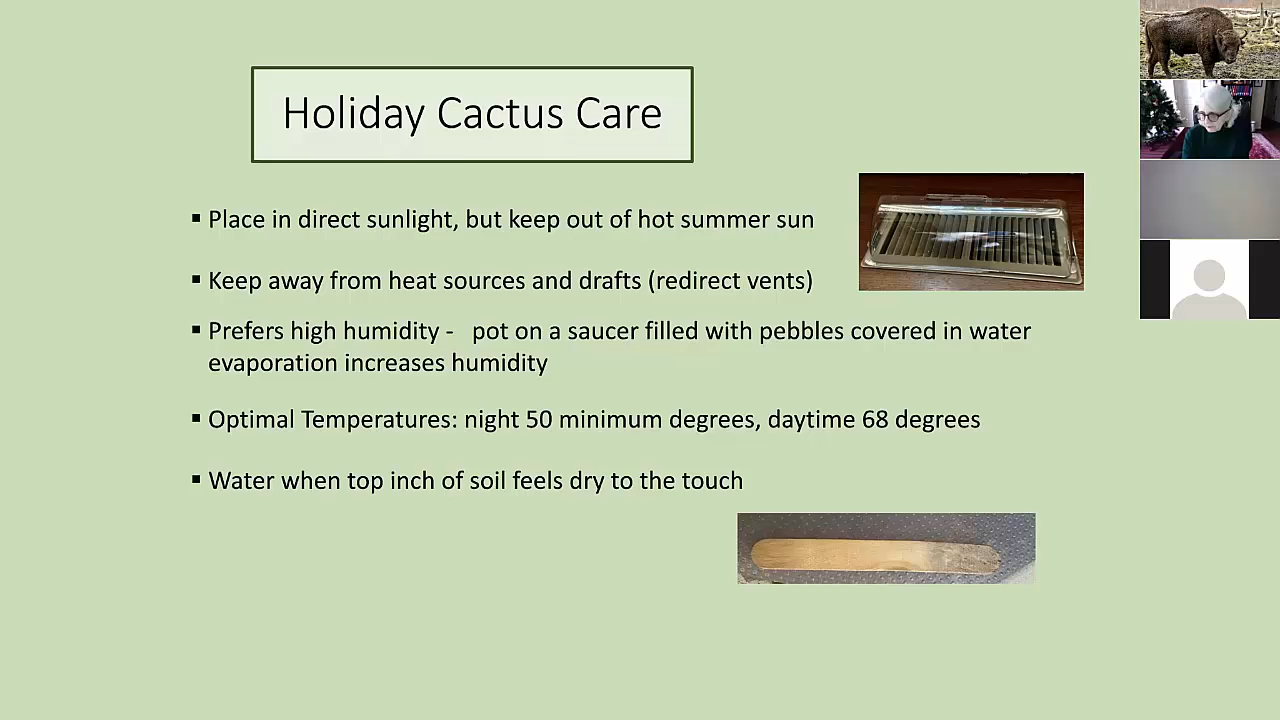 Holiday Cactus Care
▪ Place in direct sunlight, but keep out of hot summer sun
▪ Keep away from heat sources and drafts (redirect vents)
▪ Prefers high humidity - pot on a saucer filled with pebbles covered in water
evaporation increases humidity
▪ Optimal Temperatures: night 50 minimum degrees, daytime 68 degrees
▪ Water when top inch of soil feels dry to the touch